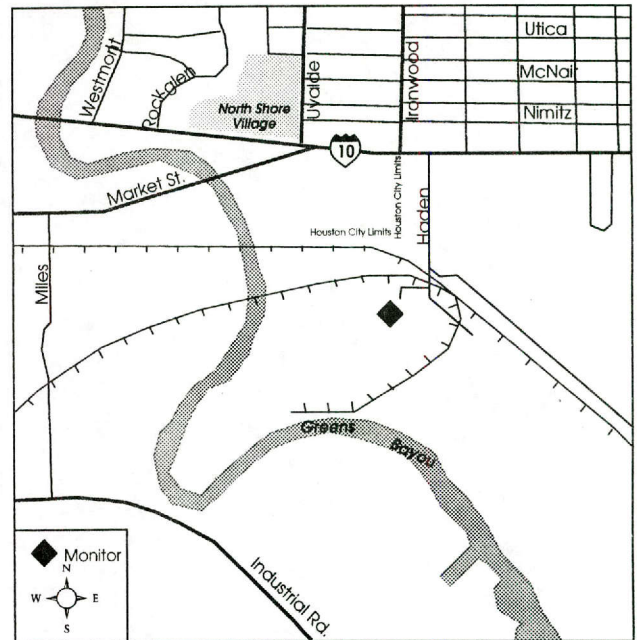 Utica
McNair
Nimitz
Westmont
Uvalde
Ironwood
North Shore
Village
10
Market St.
Houston City Limits
Houston City Limits
Haden
Miles
Greens
Bayou
Industrial Rd.
Monitor
N
W E
S